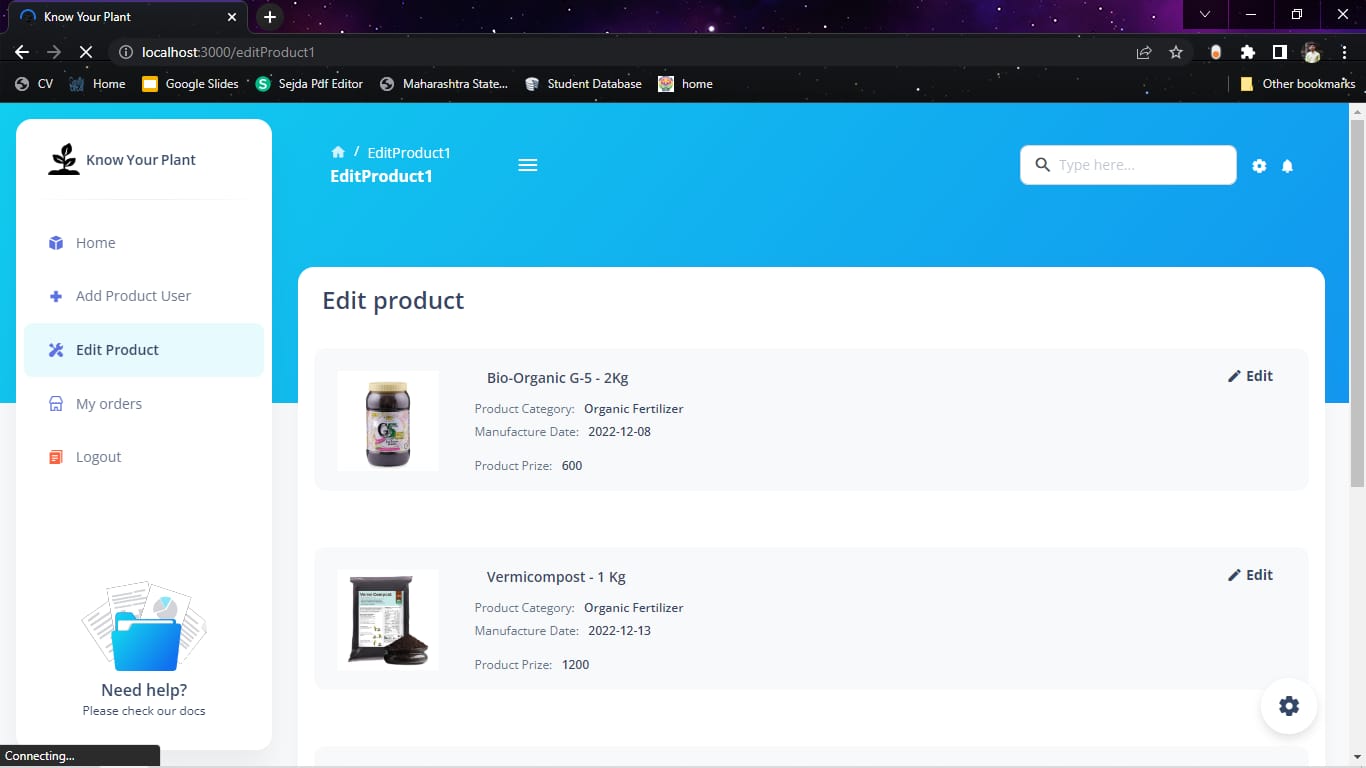 Know Your Plant
localhost:3000/editProduct1
CV
Home
Google Slides
Sejda Pdf Editor
Maharashtra State...
Student Database
home
Other bookmarks
Know Your Plant
Home
Add Product User
Edit Product
My orders
Logout
Need help?
Please check our docs
Connecting...
/ EditProduct1
EditProduct1
Type here...
Edit product
Bio-Organic G-5 - 2Kg
Edit
Product Category: Organic Fertilizer
Manufacture Date: 2022-12-08
Product Prize: 600
G5
Vermicompost - 1 Kg
Edit
Product Category: Organic Fertilizer
Manufacture Date: 2022-12-13
Product Prize: 1200
Vermi Compost